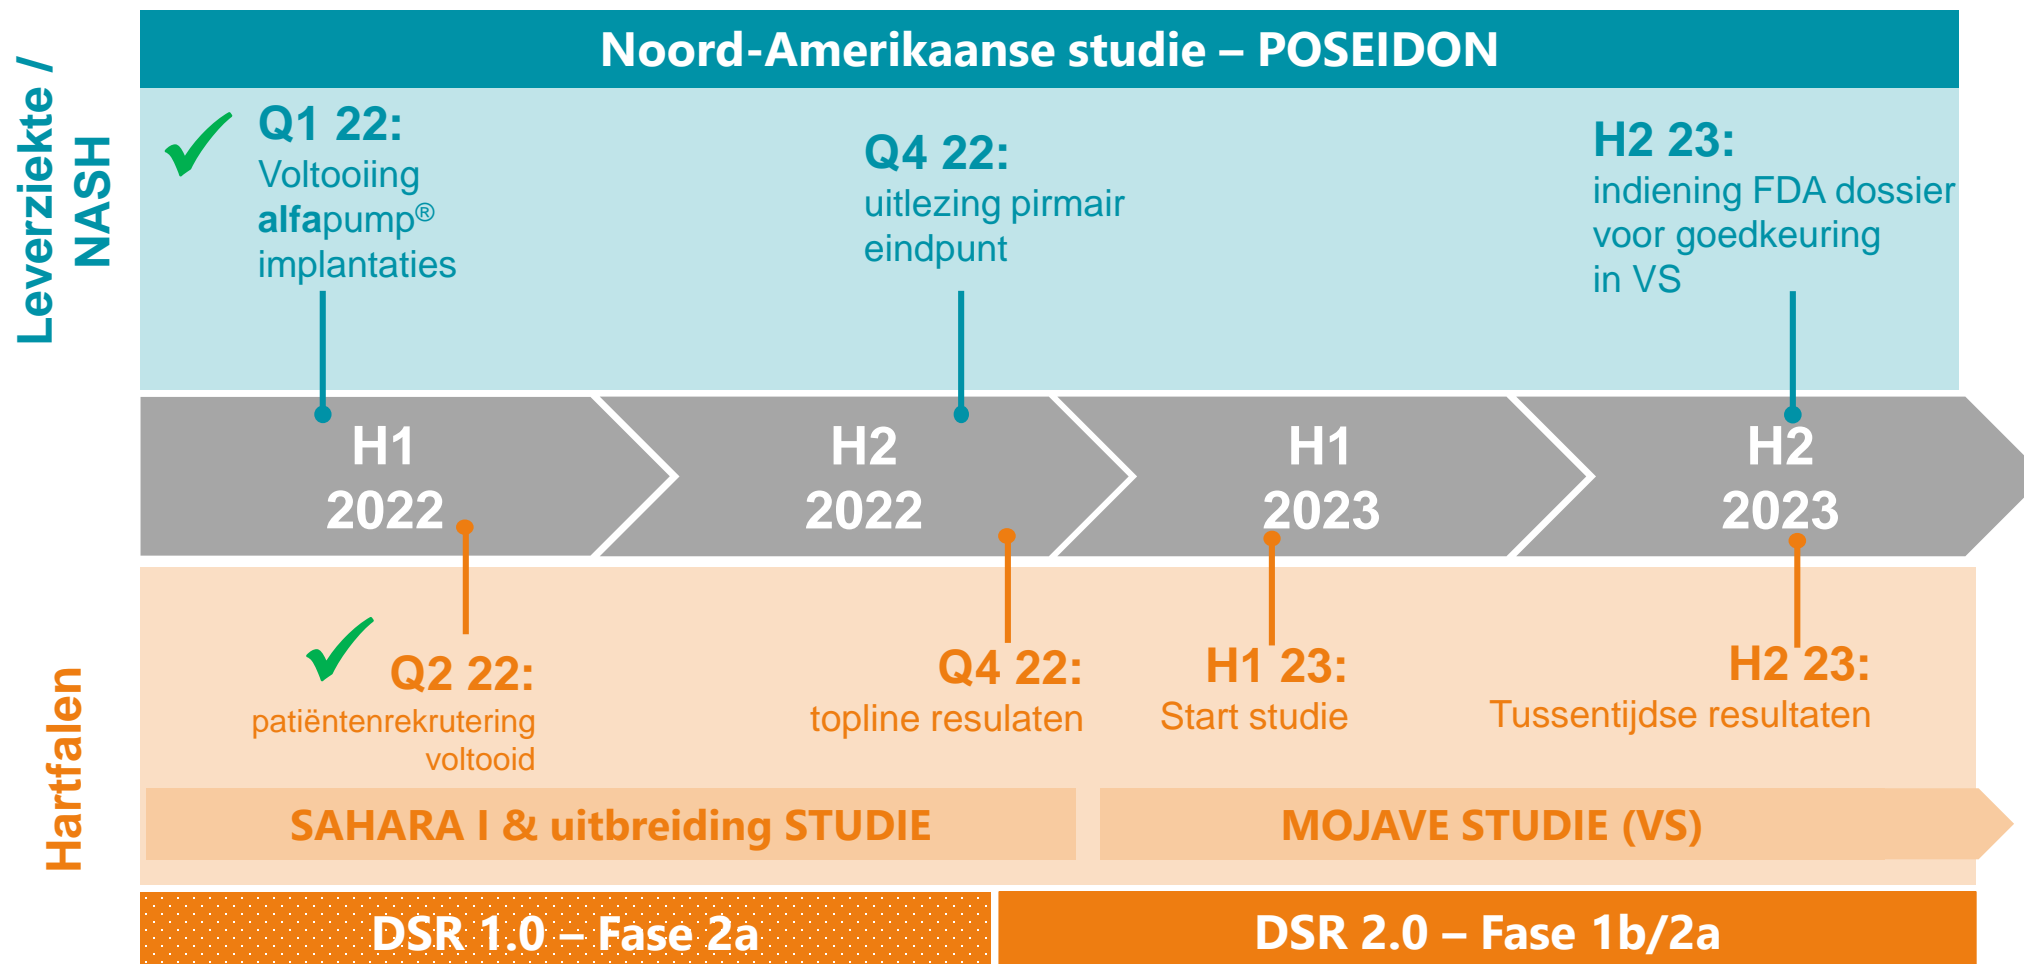 Leverziekte /
NASH
Noord-Amerikaanse studie – POSEIDON
Q1 22:
Voltooiing
alfapump®
implantaties
Q4 22:
uitlezing pirmair
eindpunt
H2 23:
indiening FDA dossier
voor goedkeuring
in VS
H1
2022
H2
2022
H1
2023
H2
2023
Hartfalen
Q2 22:
patiëntenrekrutering
voltooid
Q4 22:
topline resulaten
H1 23:
Start studie
H2 23:
Tussentijdse resultaten
SAHARA I & uitbreiding STUDIE
MOJAVE STUDIE (VS)
DSR 1.0 – Fase 2a
DSR 2.0 – Fase 1b/2a